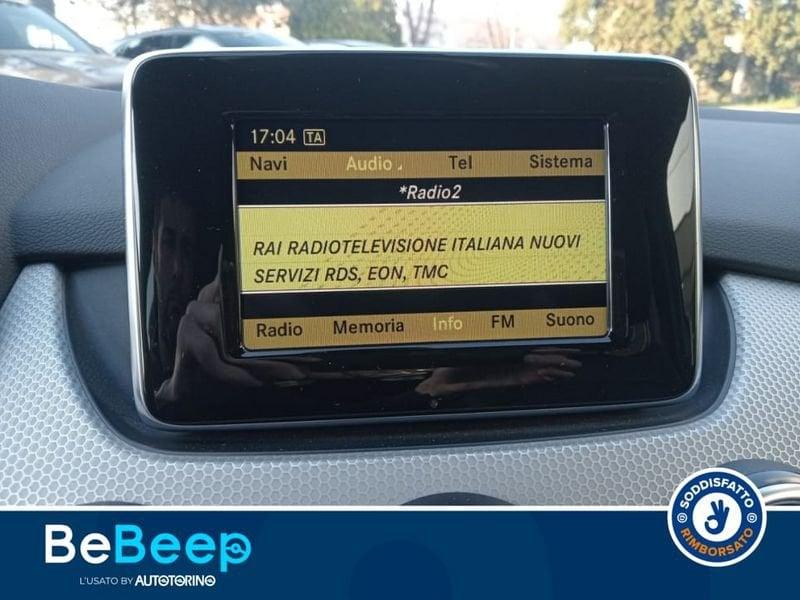 17:04 TA
Navi Audio Tel Sistema
*Radio2
RAI RADIOTELEVISIONE ITALIANA NUOVI
SERVIZI RDS, EON, TMC
Radio Memoria Info FM Suono
SODDISFATTO
RIMBORSATO
BeBeep
L'USATO BY AUTOTORINO